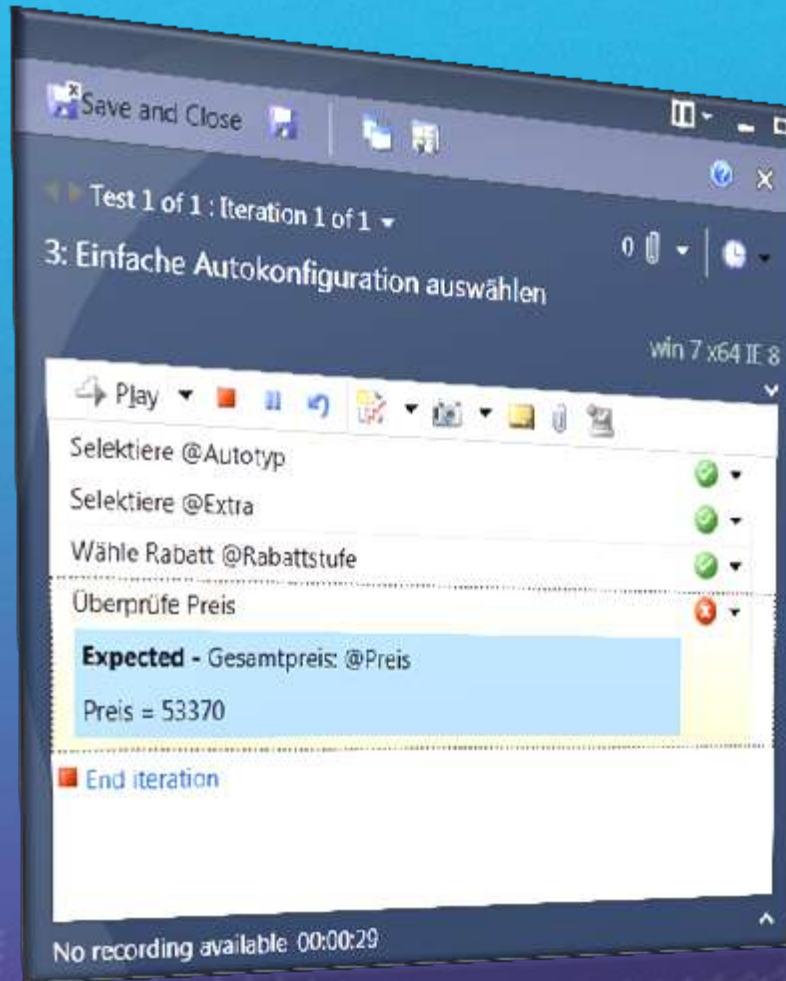 Save and Close
Test 1 of 1 : Iteration 1 of 1
0
3: Einfache Autokonfiguration auswählen
win 7 x64 IE 8
Play
Selektiere @Autotyp
Selektiere @Extra
Wähle Rabatt @Rabattstufe
Überprüfe Preis
Expected - Gesamtpreis: @Preis
Preis = 53370
End iteration
No recording available 00:00:29